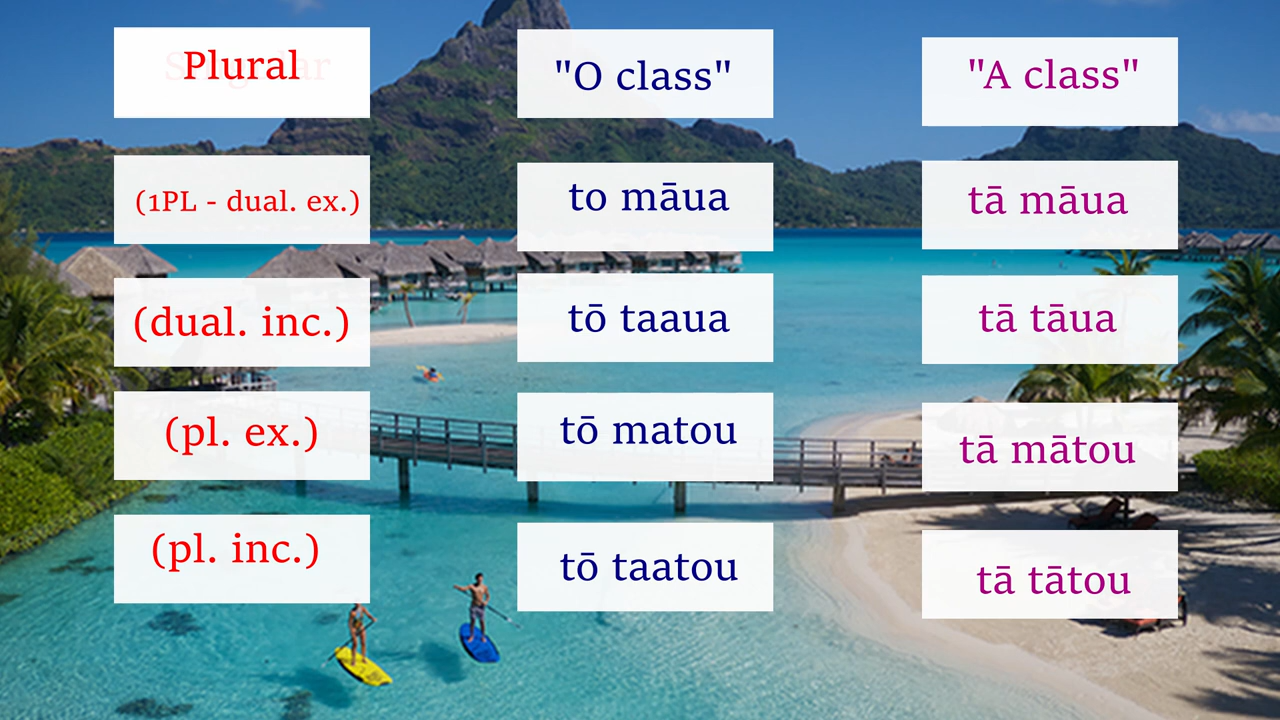 Plural "O class" "A class"
(1PL - dual. ex.) to māua tā māua
(dual. inc.) tō taaua tā tāua
(pl. ex.) tō matou tā mātou
(pl. inc.) tō taatou tā tātou